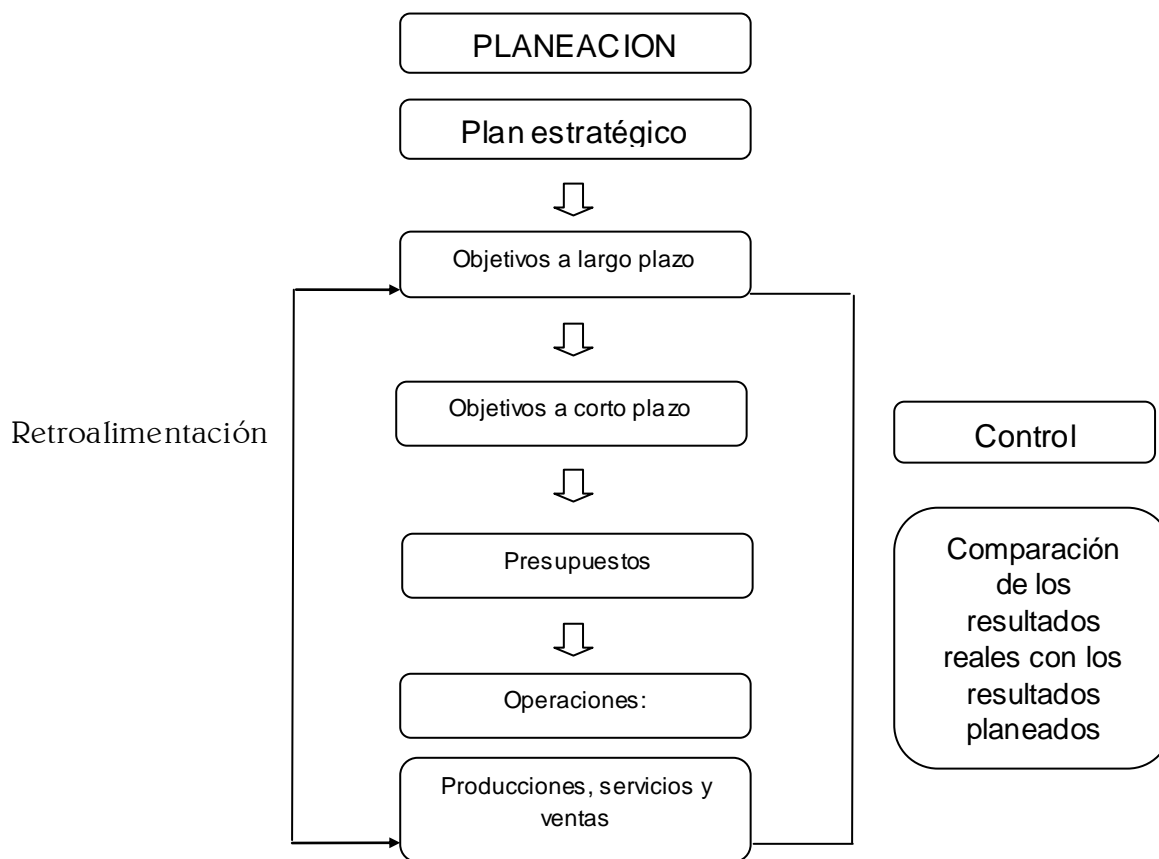 PLANEACION
Plan estratégico
Objetivos a largo plazo
Objetivos a corto plazo
Retroalimentación
Control
Presupuestos
Comparación
de los
resultados
reales con los
resultados
planeados
Operaciones:
Producciones, servicios y
ventas